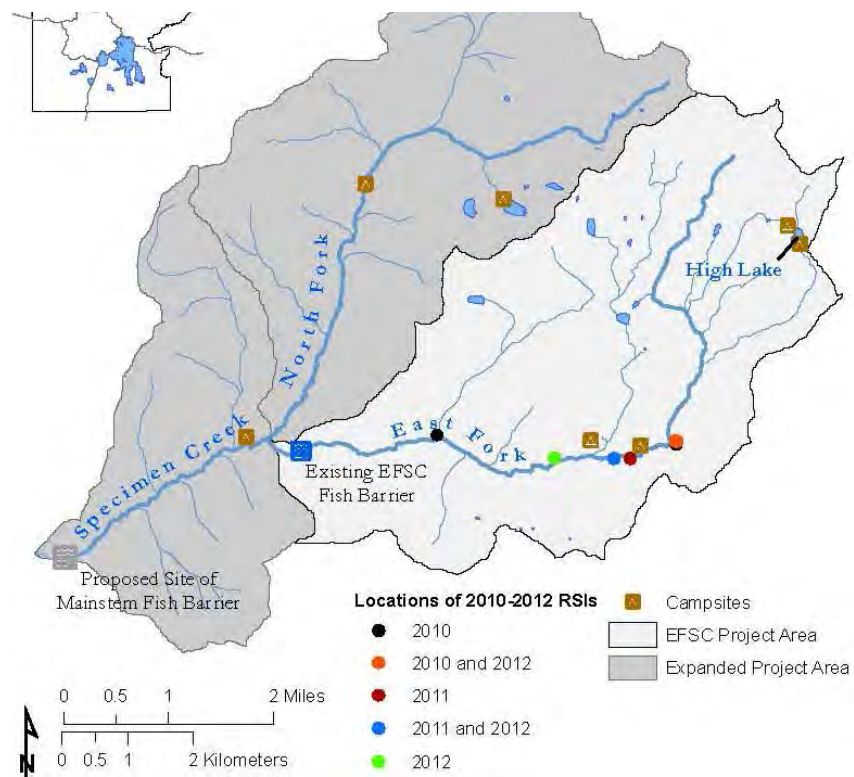 High Lake
North Fork
East Fork
Specimen Creek
Existing EFSC
Fish Barrier
Proposed Site of
Mainstem Fish Barrier
Locations of 2010-2012 RSIs
2010
2010 and 2012
2011
2011 and 2012
2012
Campsites
EFSC Project Area
Expanded Project Area
0 0.5 1 2 Miles
0 0.5 1 2 Kilometers
N